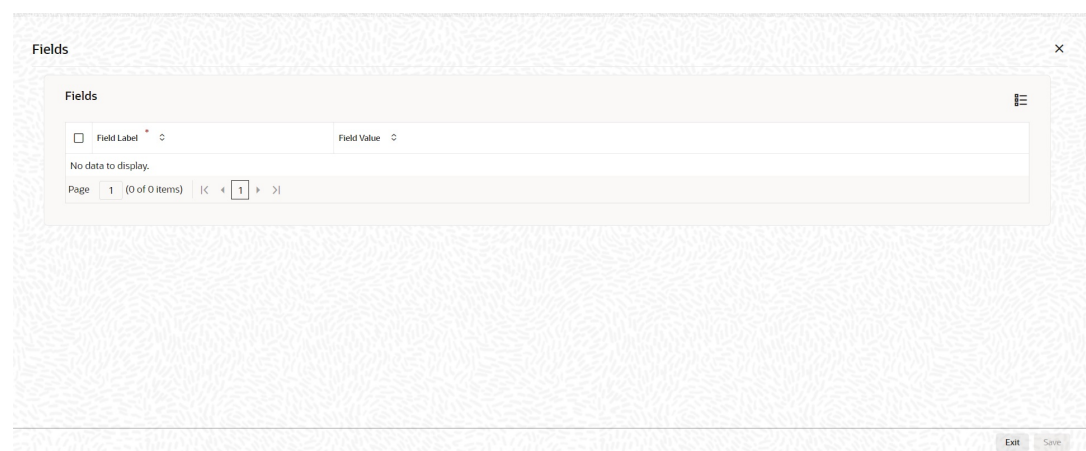 Fields
Fields
Field Label * Field Value
No data to display.
Page 1 (0 of 0 items) 1
Exit Save